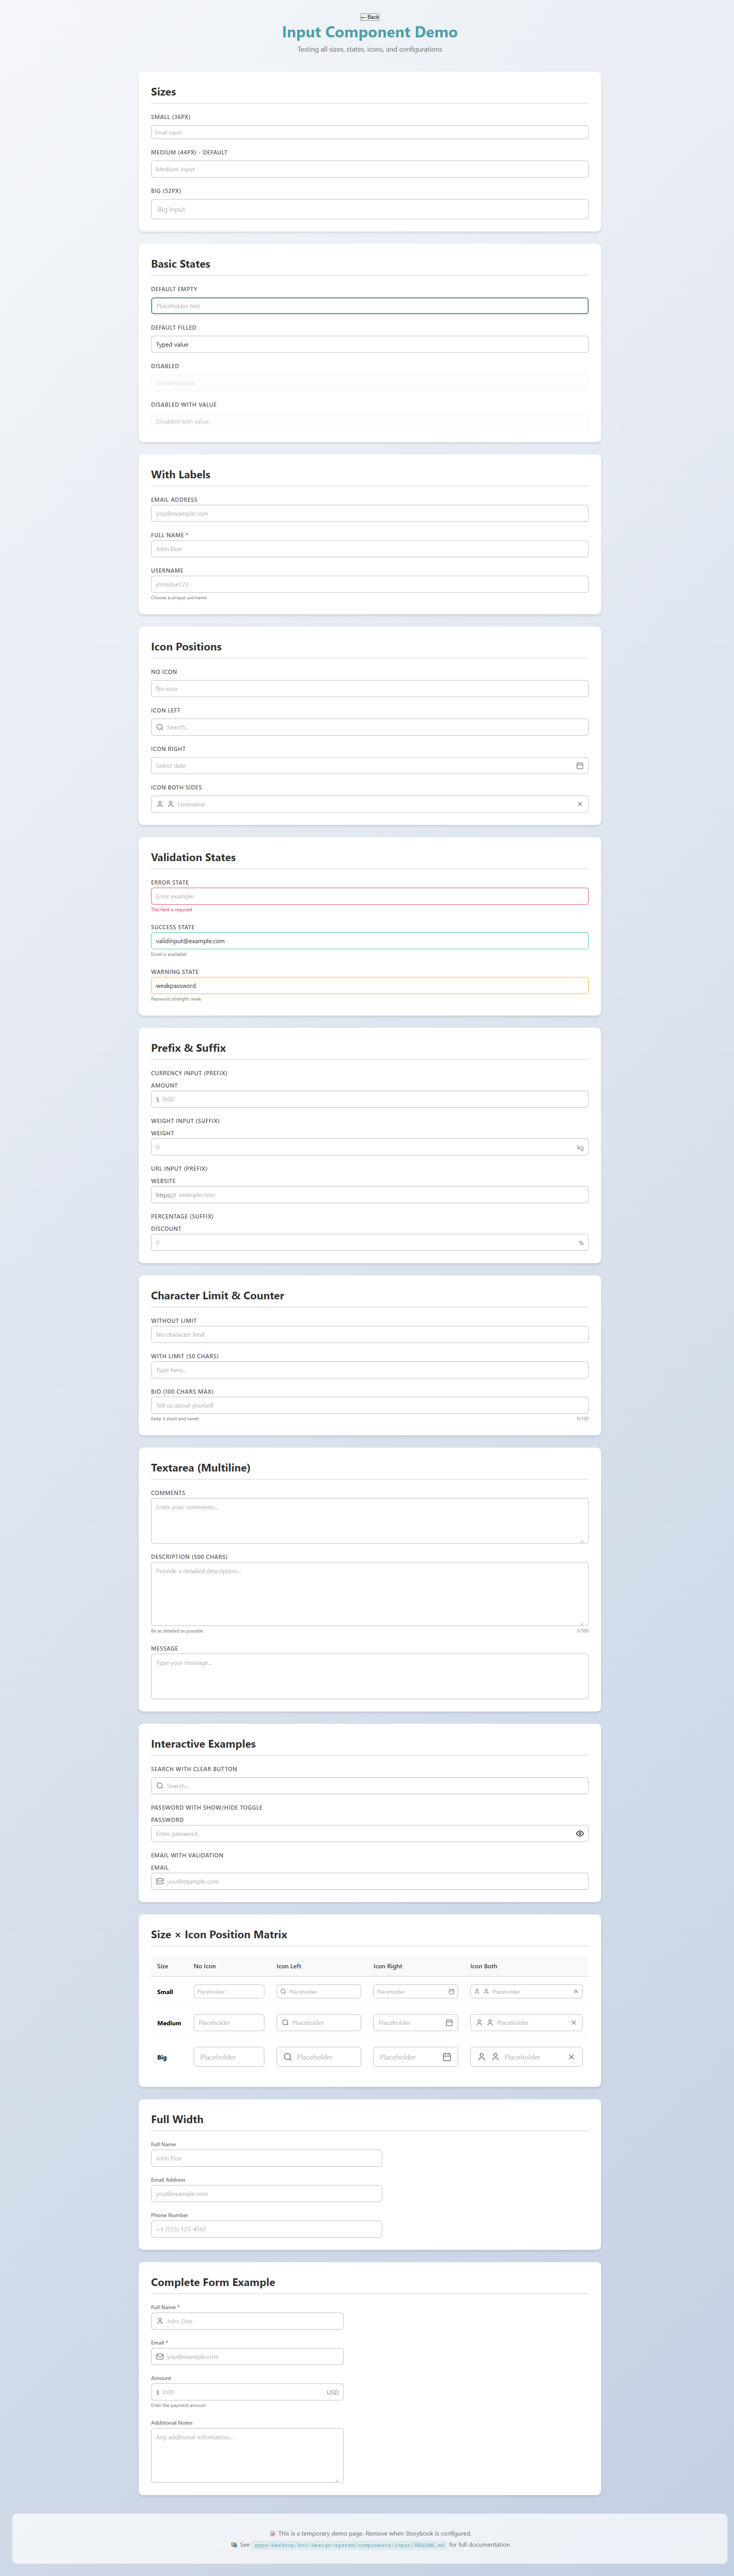 ← Back
Input Component Demo
Testing all sizes, states, icons, and configurations
Sizes
SMALL (36PX)
Small input
MEDIUM (44PX) - DEFAULT
Medium input
BIG (52PX)
Big input
Basic States
DEFAULT EMPTY
Placeholder text
DEFAULT FILLED
Typed value
DISABLED
Disabled input
DISABLED WITH VALUE
Disabled with value
With Labels
EMAIL ADDRESS
you@example.com
FULL NAME *
John Doe
USERNAME
johndoe123
Choose a unique username
Icon Positions
NO ICON
No icon
ICON LEFT
Search...
ICON RIGHT
Select date
ICON BOTH SIDES
Username
Validation States
ERROR STATE
Error example
This field is required
SUCCESS STATE
validinput@example.com
Email is available!
WARNING STATE
weakpassword
Password strength: weak
Prefix & Suffix
CURRENCY INPUT (PREFIX)
AMOUNT
$ 0.00
WEIGHT INPUT (SUFFIX)
WEIGHT
0 kg
URL INPUT (PREFIX)
WEBSITE
https:// example.com
PERCENTAGE (SUFFIX)
DISCOUNT
0 %
Character Limit & Counter
WITHOUT LIMIT
No character limit
WITH LIMIT (50 CHARS)
Type here...
BIO (100 CHARS MAX)
Tell us about yourself
Keep it short and sweet 0/100
Textarea (Multiline)
COMMENTS
Enter your comments...
DESCRIPTION (500 CHARS)
Provide a detailed description...
Be as detailed as possible 0/500
MESSAGE
Type your message...
Interactive Examples
SEARCH WITH CLEAR BUTTON
Search...
PASSWORD WITH SHOW/HIDE TOGGLE
PASSWORD
Enter password
EMAIL WITH VALIDATION
EMAIL
you@example.com
Size × Icon Position Matrix
Size No Icon Icon Left Icon Right Icon Both
Small Placeholder Placeholder Placeholder Placeholder
Medium Placeholder Placeholder Placeholder Placeholder
Big Placeholder Placeholder Placeholder Placeholder
Full Width
Full Name
John Doe
Email Address
you@example.com
Phone Number
+1 (555) 123-4567
Complete Form Example
Full Name *
John Doe
Email *
you@example.com
Amount
$ 0.00 USD
Enter the payment amount
Additional Notes
Any additional information...
This is a temporary demo page. Remove when Storybook is configured.
See apps/desktop/src/design-system/components/input/README.md for full documentation